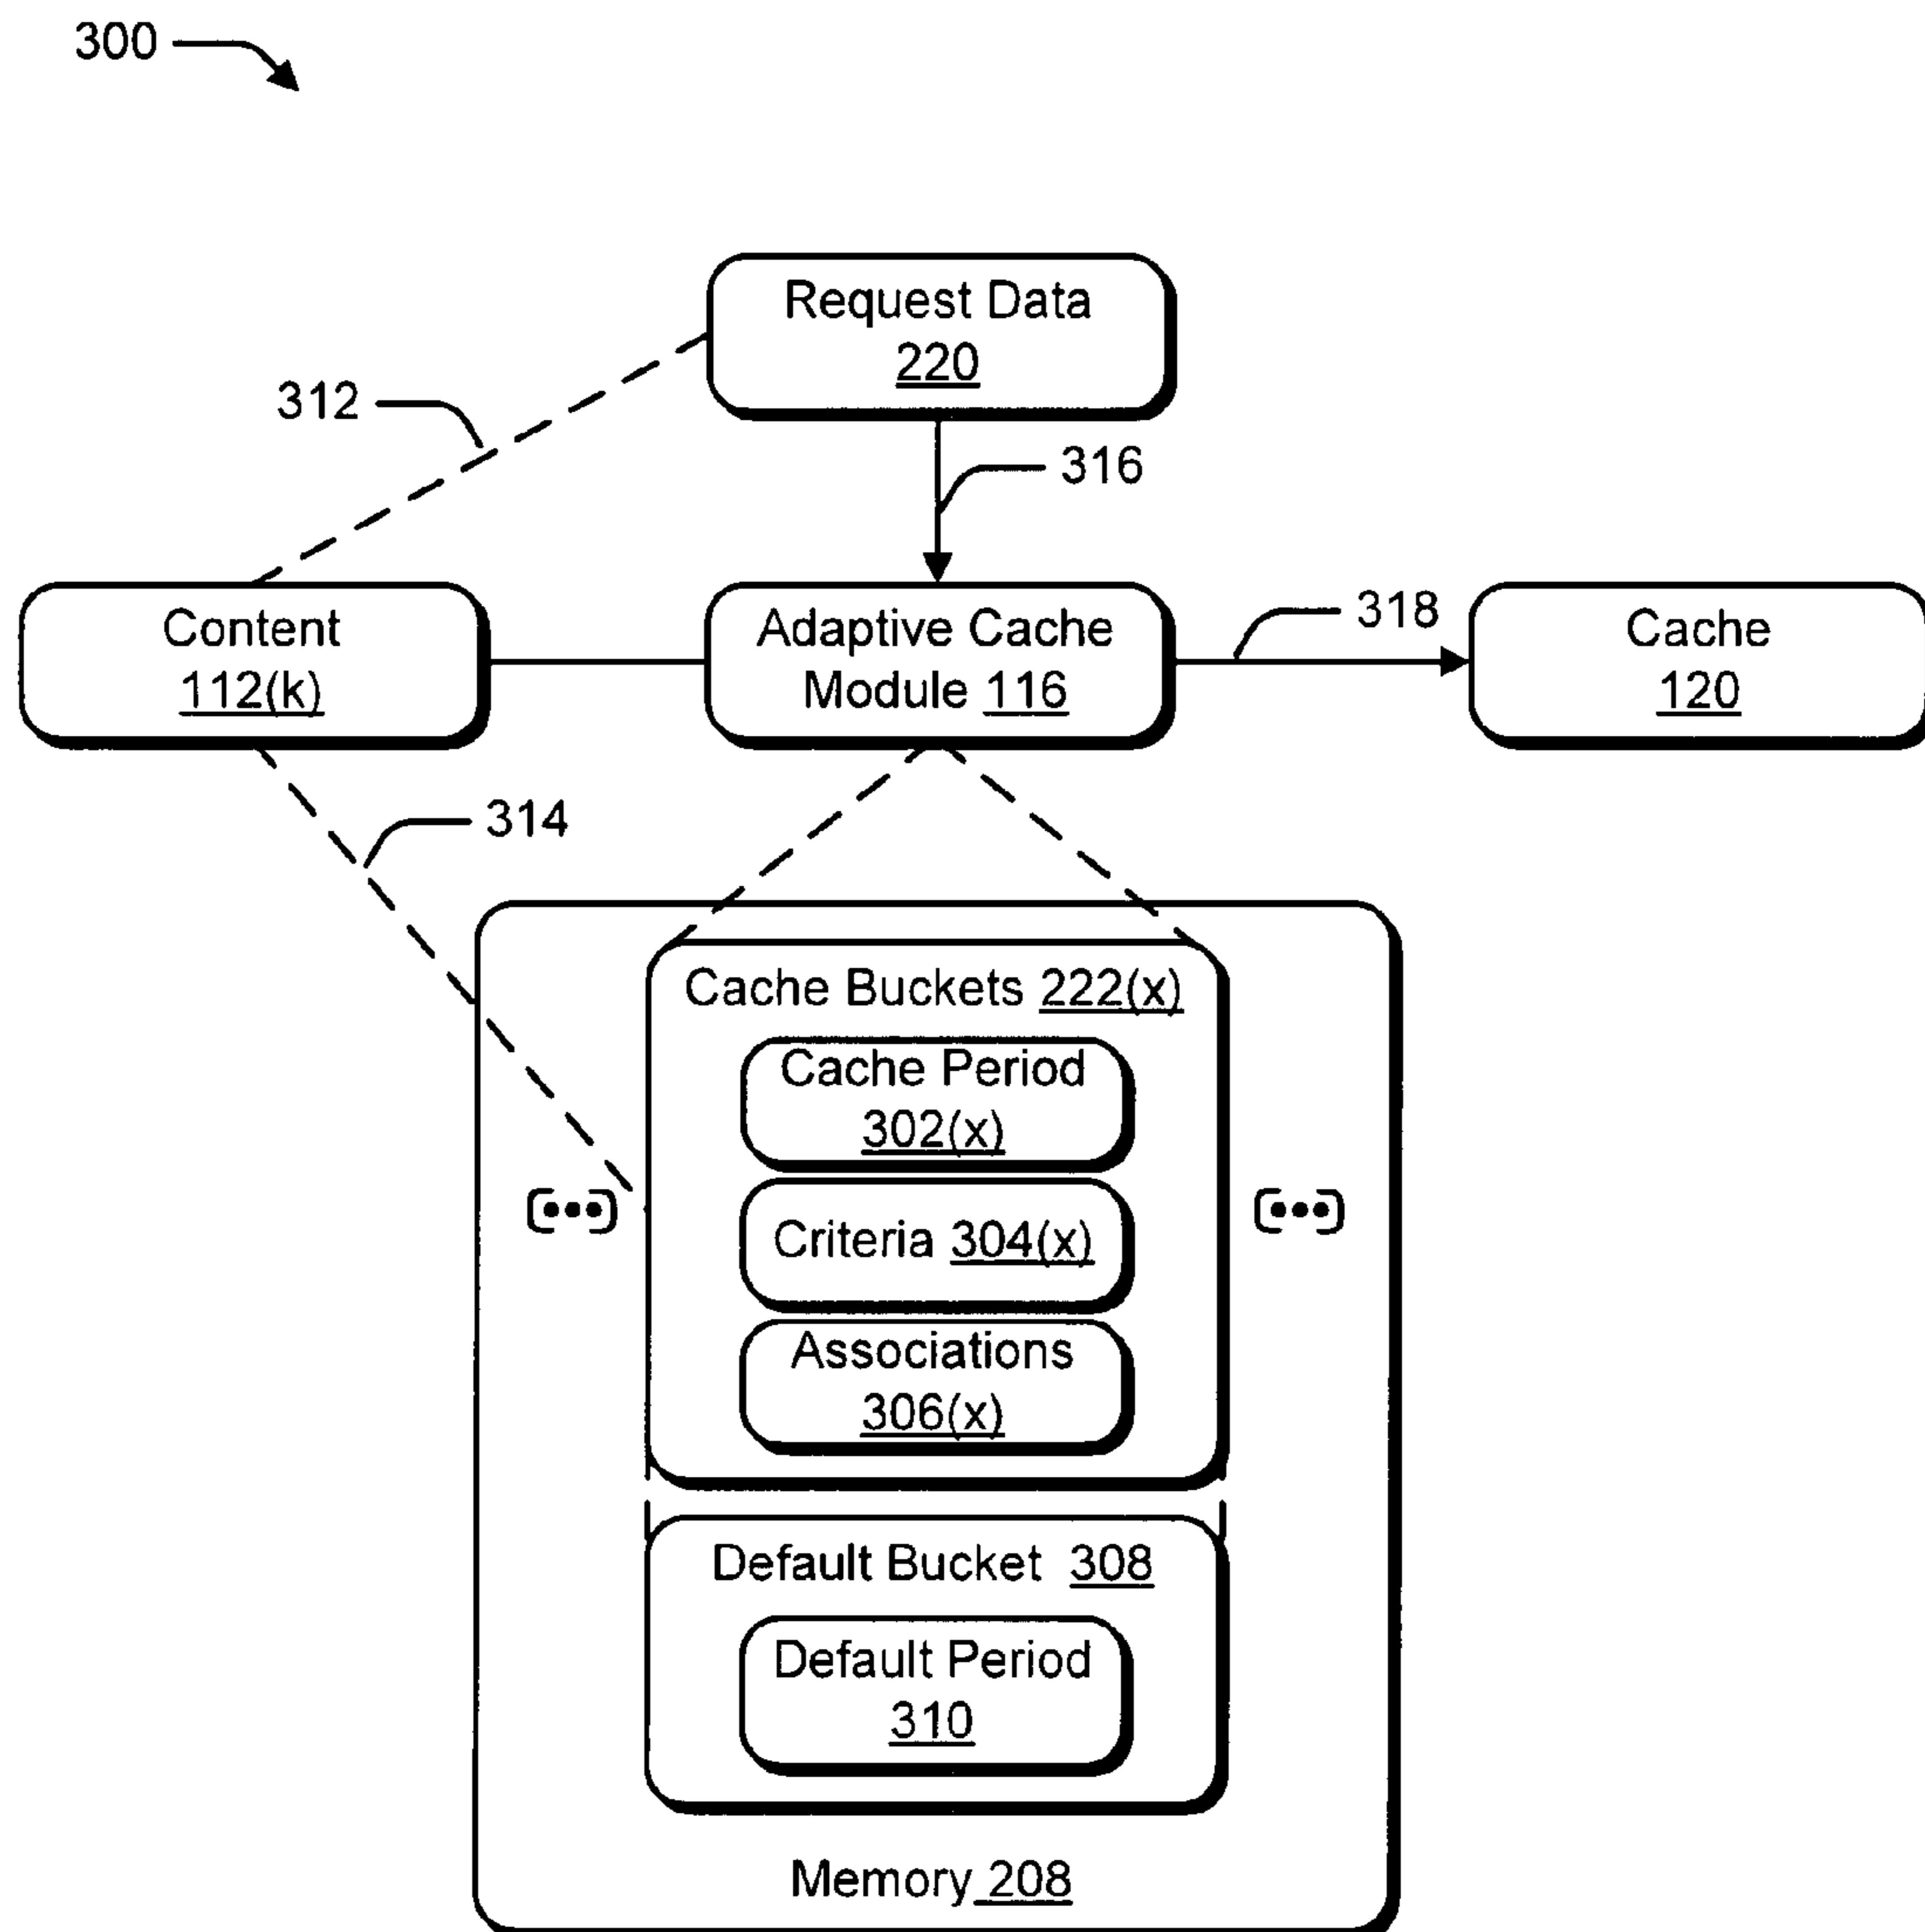 300
Request Data
220
312
316
Content
112(k)
Adaptive Cache
Module 116
318
Cache
120
314
Cache Buckets 222(x)
Cache Period
302(x)
Criteria 304(x)
Associations
306(x)
Default Bucket 308
Default Period
310
Memory 208